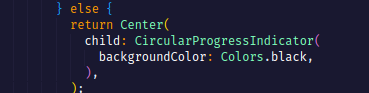 } else {
return Center(
child: CircularProgressIndicator(
backgroundColor: Colors.black,
),
);